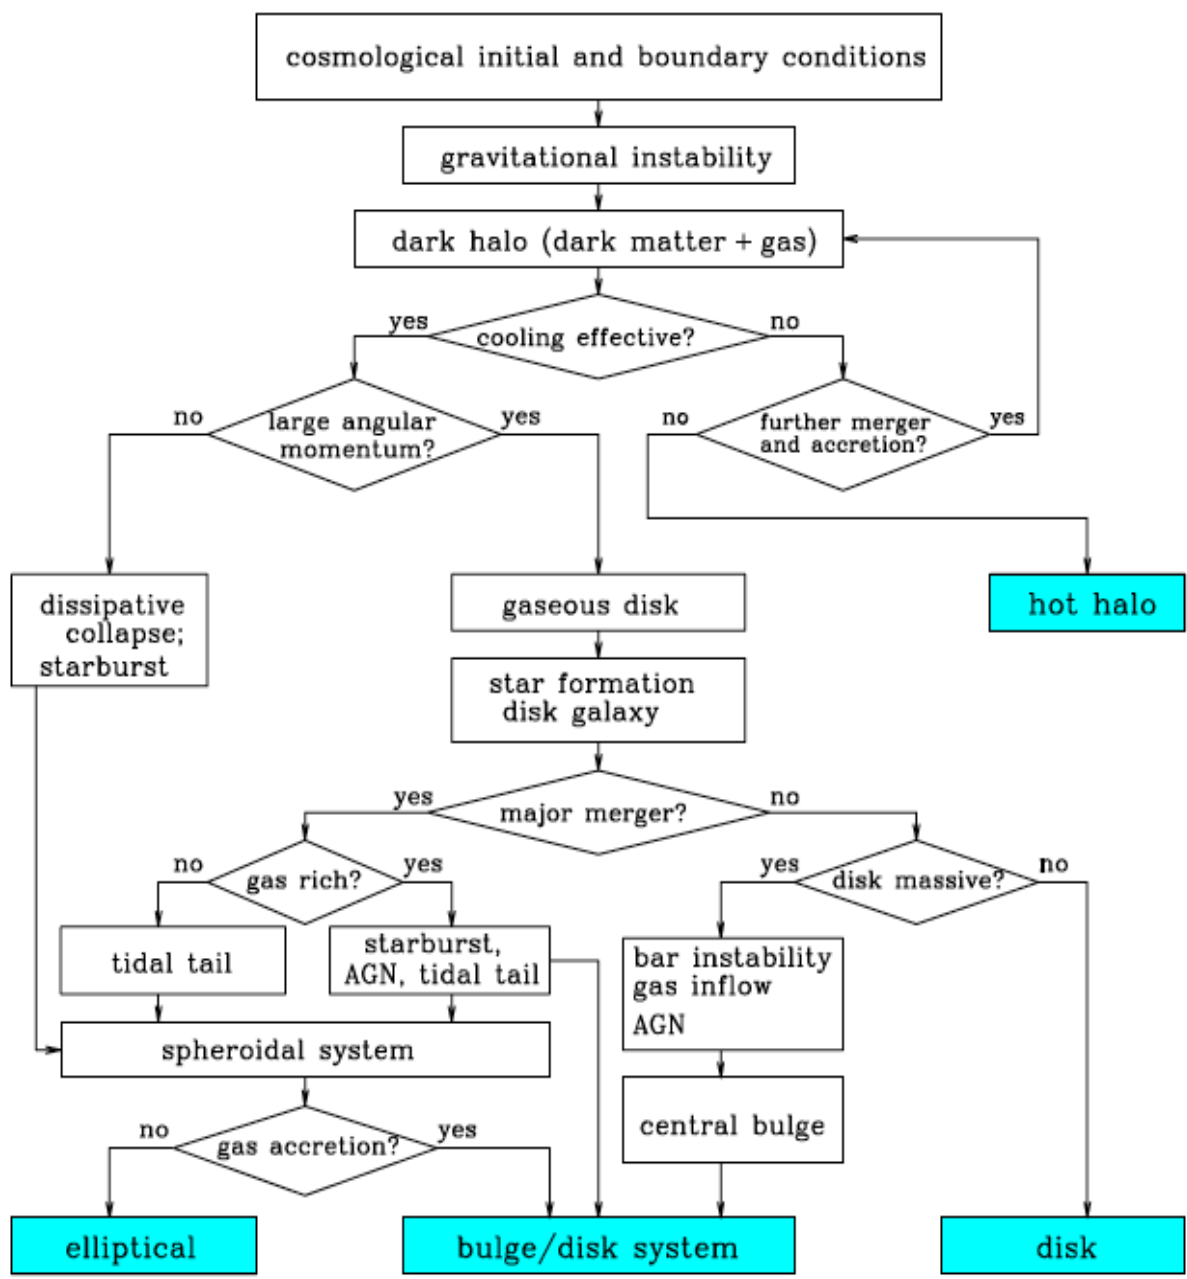 cosmological initial and boundary conditions
gravitational instability
dark halo (dark matter + gas)
yes
cooling effective?
no
no
large angular
momentum?
yes
no
further merger
and accretion?
yes
dissipative
collapse;
starburst
gaseous disk
hot halo
star formation
disk galaxy
yes
major merger?
no
no
gas rich?
yes
yes
disk massive?
no
tidal tail
starburst,
AGN, tidal tail
bar instability
gas inflow
AGN
spheroidal system
central bulge
no
gas accretion?
yes
elliptical
bulge/disk system
disk